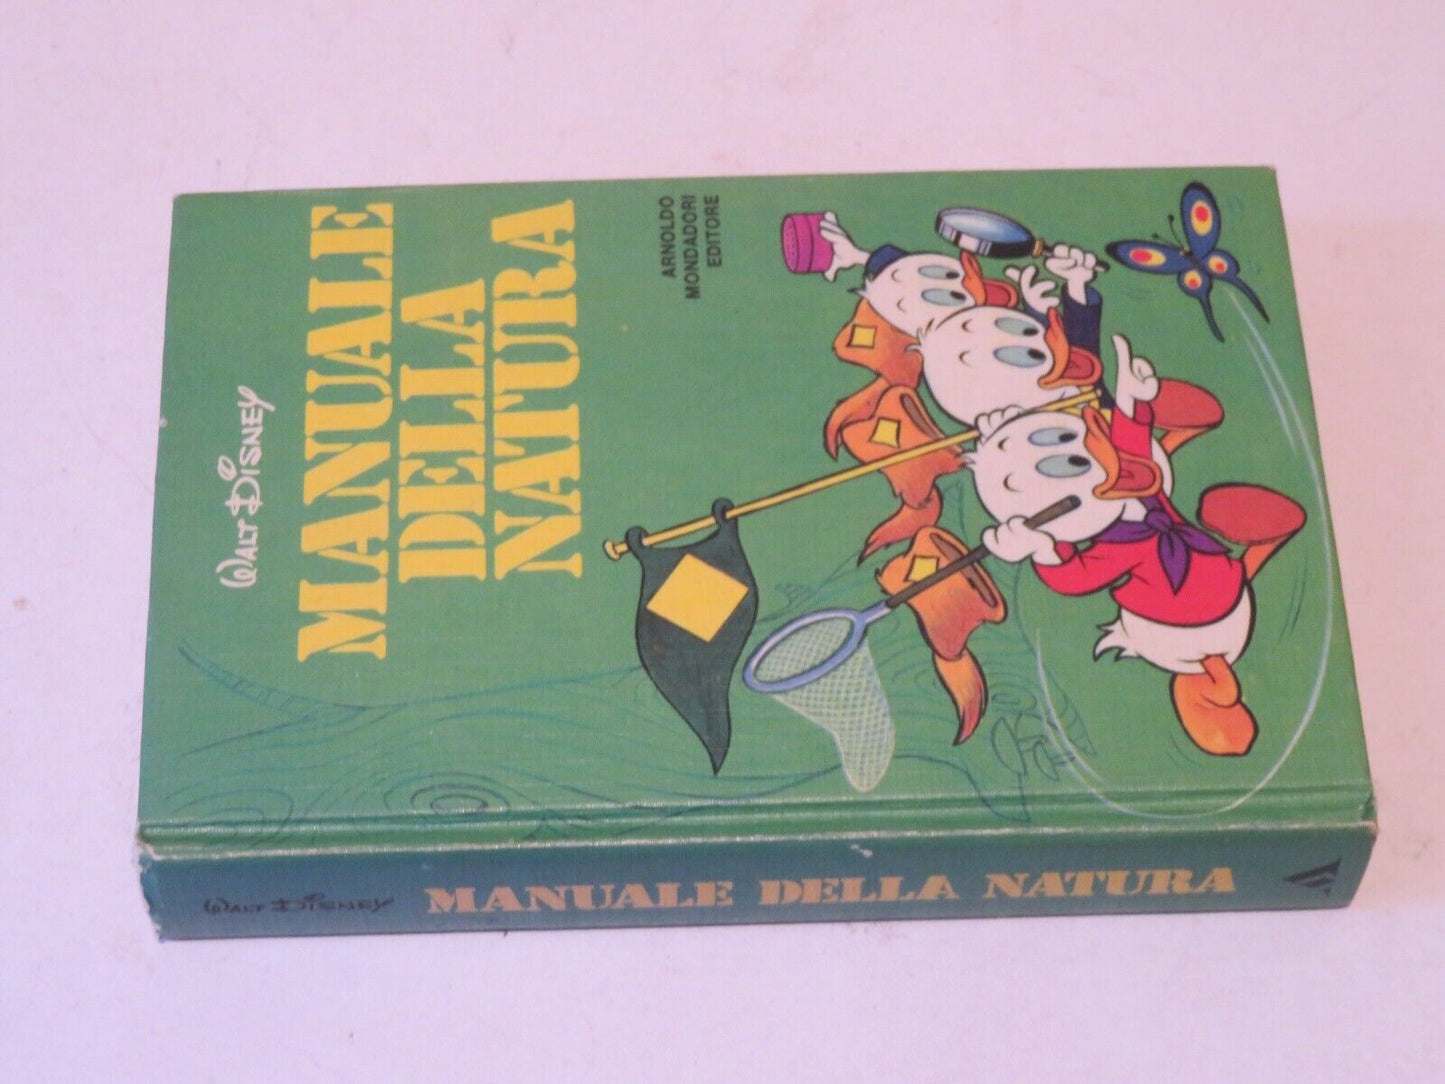 WALT DISNEY
MANUALE
DELLA
NATURA
ARNOLDO
MONDADORI
EDITORE
WALT DISNEY MANUALE DELLA NATURA